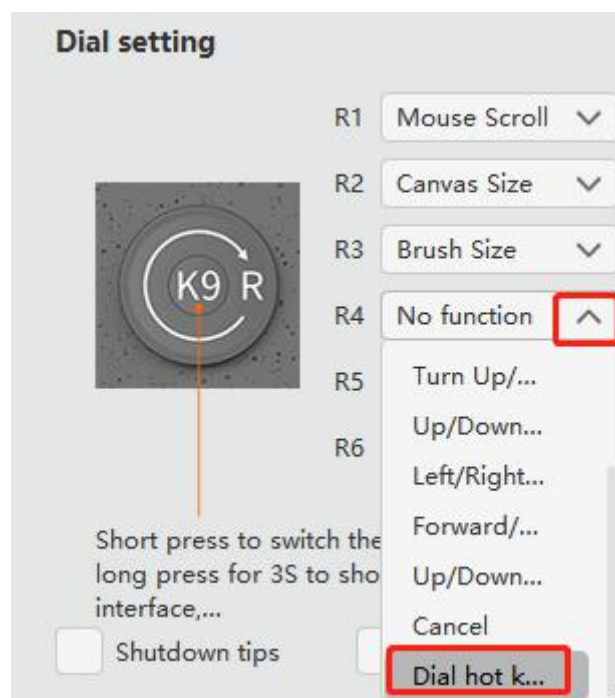 Dial setting
R1 Mouse Scroll
R2 Canvas Size
R3 Brush Size
R4 No function
K9 R
R5
R6
Turn Up/...
Up/Down...
Left/Right...
Forward/...
Up/Down...
Cancel
Dial hot k...
Short press to switch the
long press for 3S to sho
interface,...
Shutdown tips